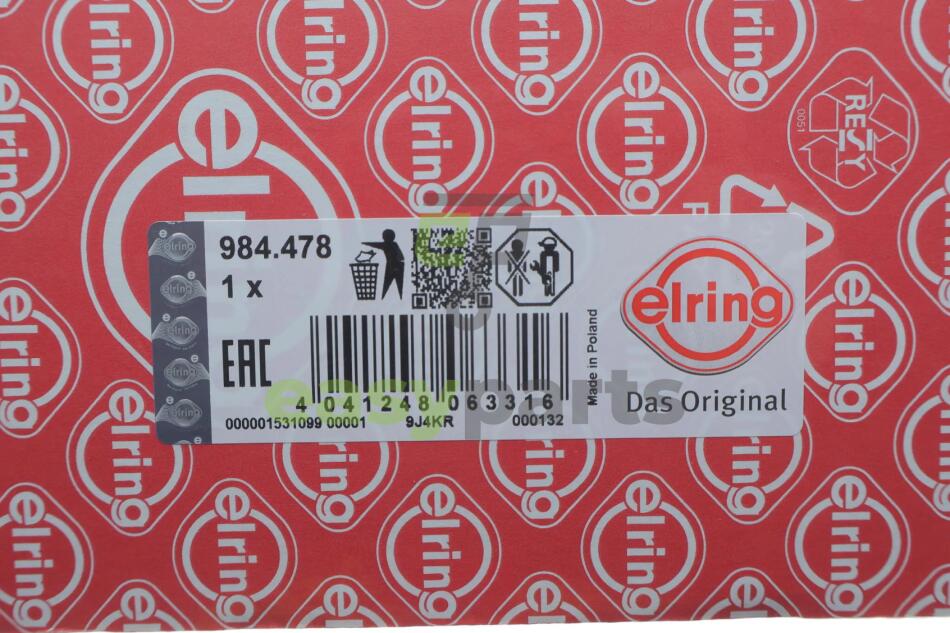 984.478
1 x
EAC
4 041248 063316
000001531099 00001 9J4KR 000132
Made in Poland
elring
Das Original
easyparts
RESY
0051